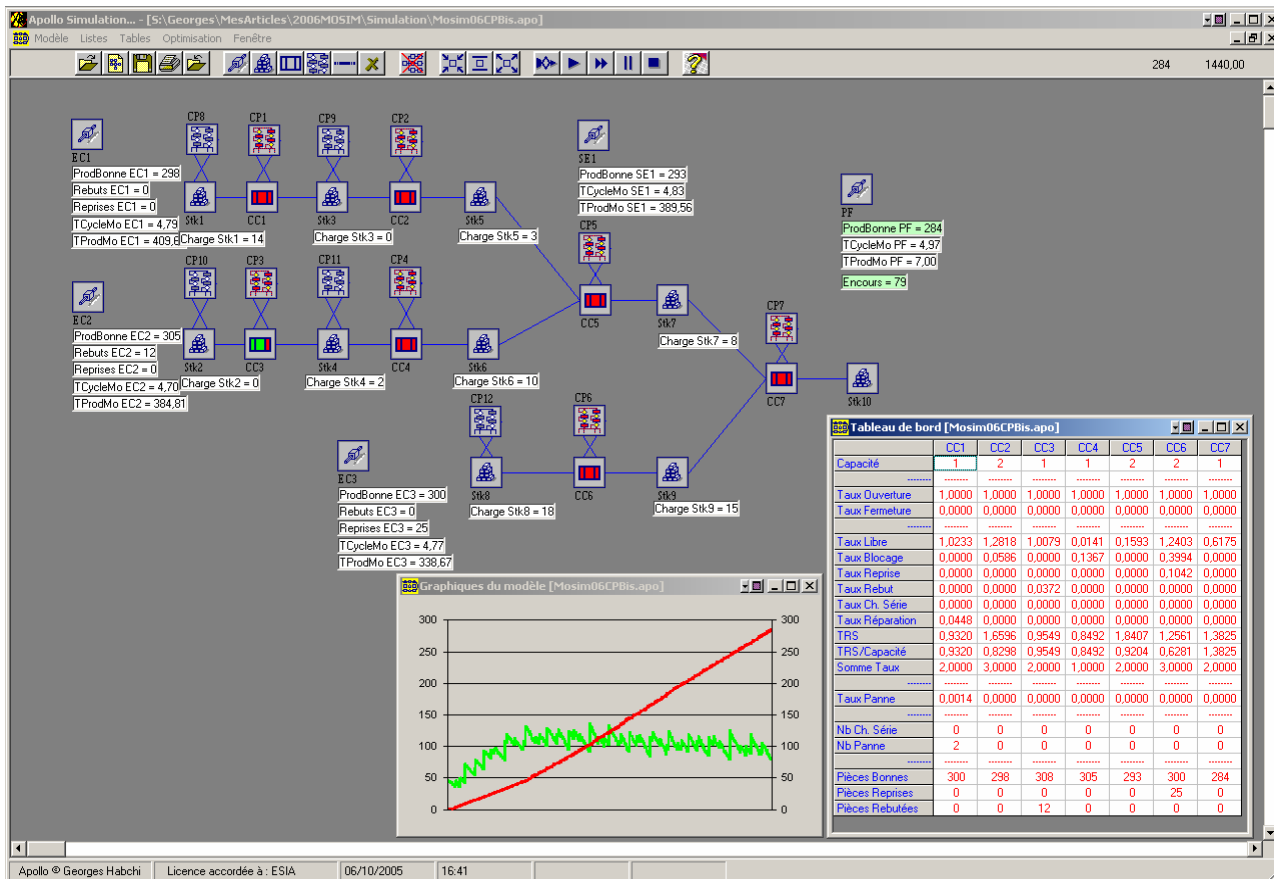 Apollo Simulation... - [S:\Georges\MesArticles\2006MOSIM\Simulation\Mosim06CPBis.apo]
Modèle Listes Tables Optimisation Fenêtre
284 1440,00
CP8 CP1 CP9 CP2
EC1
ProdBonne EC1 = 298
Rebuts EC1 = 0
Reprises EC1 = 0
TCycleMo EC1 = 4,79
TProdMo EC1 = 409,6
Stk1 CC1 Stk3 CC2 Stk5
Charge Stk1 = 14
Charge Stk3 = 0
Charge Stk5 = 3
SE1
ProdBonne SE1 = 293
TCycleMo SE1 = 4,83
TProdMo SE1 = 389,56
CP5
CC5
Stk7
Charge Stk7 = 8
PF
ProdBonne PF = 284
TCycleMo PF = 4,97
TProdMo PF = 7,00
Encours = 79
CP10 CP3 CP11 CP4
EC2
ProdBonne EC2 = 305
Rebuts EC2 = 12
Reprises EC2 = 0
TCycleMo EC2 = 4,70
TProdMo EC2 = 384,81
Stk2 CC3 Stk4 CC4 Stk6
Charge Stk2 = 0
Charge Stk4 = 2
Charge Stk6 = 10
CP7
CC7
Stk10
CP12 CP6
EC3
ProdBonne EC3 = 300
Rebuts EC3 = 0
Reprises EC3 = 25
TCycleMo EC3 = 4,77
TProdMo EC3 = 338,67
Stk8 CC6 Stk9
Charge Stk8 = 18
Charge Stk9 = 15
Graphiques du modèle [Mosim06CPBis.apo]
300 300
250 250
200 200
150 150
100 100
50 50
0 0
Tableau de bord [Mosim06CPBis.apo]
CC1 CC2 CC3 CC4 CC5 CC6 CC7
Capacité 1 2 1 1 2 2 1
-------- -------- -------- -------- -------- -------- -------- --------
Taux Ouverture 1,0000 1,0000 1,0000 1,0000 1,0000 1,0000 1,0000
Taux Fermeture 0,0000 0,0000 0,0000 0,0000 0,0000 0,0000 0,0000
-------- -------- -------- -------- -------- -------- -------- --------
Taux Libre 1,0233 1,2818 1,0079 0,0141 0,1593 1,2403 0,6175
Taux Blocage 0,0000 0,0586 0,0000 0,1367 0,0000 0,3994 0,0000
Taux Reprise 0,0000 0,0000 0,0000 0,0000 0,0000 0,1042 0,0000
Taux Rebut 0,0000 0,0000 0,0372 0,0000 0,0000 0,0000 0,0000
Taux Ch. Série 0,0000 0,0000 0,0000 0,0000 0,0000 0,0000 0,0000
Taux Réparation 0,0448 0,0000 0,0000 0,0000 0,0000 0,0000 0,0000
TRS 0,9320 1,6596 0,9549 0,8492 1,8407 1,2561 1,3825
TRS/Capacité 0,9320 0,8298 0,9549 0,8492 0,9204 0,6281 1,3825
Somme Taux 2,0000 3,0000 2,0000 1,0000 2,0000 3,0000 2,0000
-------- -------- -------- -------- -------- -------- -------- --------
Taux Panne 0,0014 0,0000 0,0000 0,0000 0,0000 0,0000 0,0000
-------- -------- -------- -------- -------- -------- -------- --------
Nb Ch. Série 0 0 0 0 0 0 0
Nb Panne 2 0 0 0 0 0 0
-------- -------- -------- -------- -------- -------- -------- --------
Pièces Bonnes 300 298 308 305 293 300 284
Pièces Reprises 0 0 0 0 0 25 0
Pièces Rebutées 0 0 12 0 0 0 0
Apollo © Georges Habchi Licence accordée à : ESIA 06/10/2005 16:41